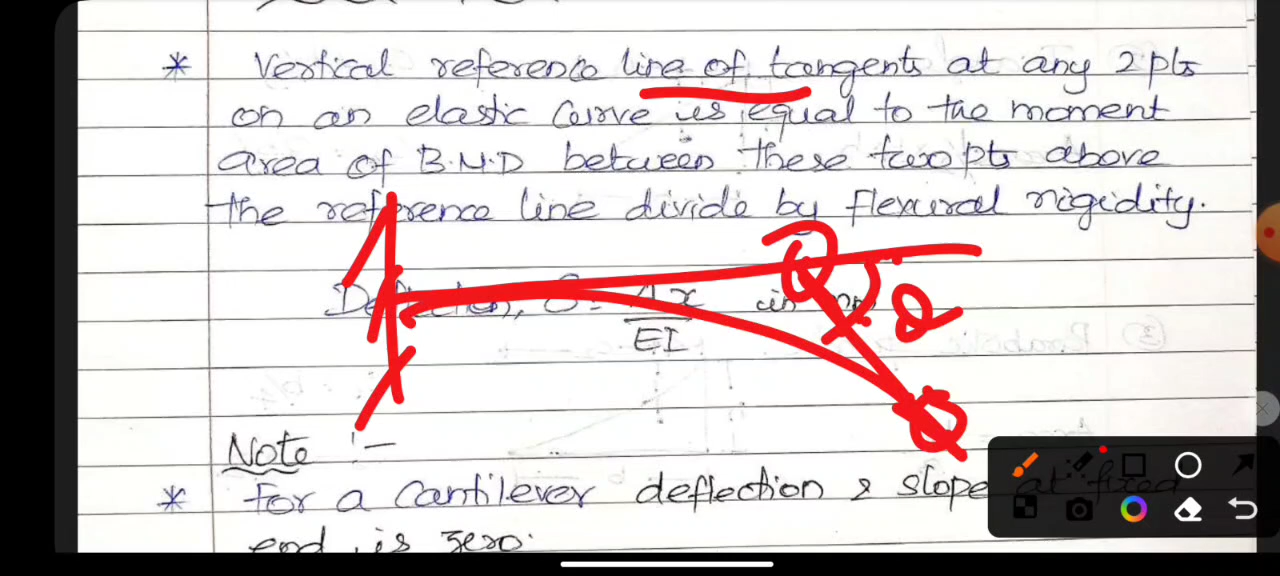 * Vertical reference line of tangents at any 2 pts
on an elastic curve is equal to the moment
area of B.M.D between these two pts above
the reference line divide by flexural rigidity.
EI
Note :-
* For a cantilever deflection & slope at fixed
end is zero.